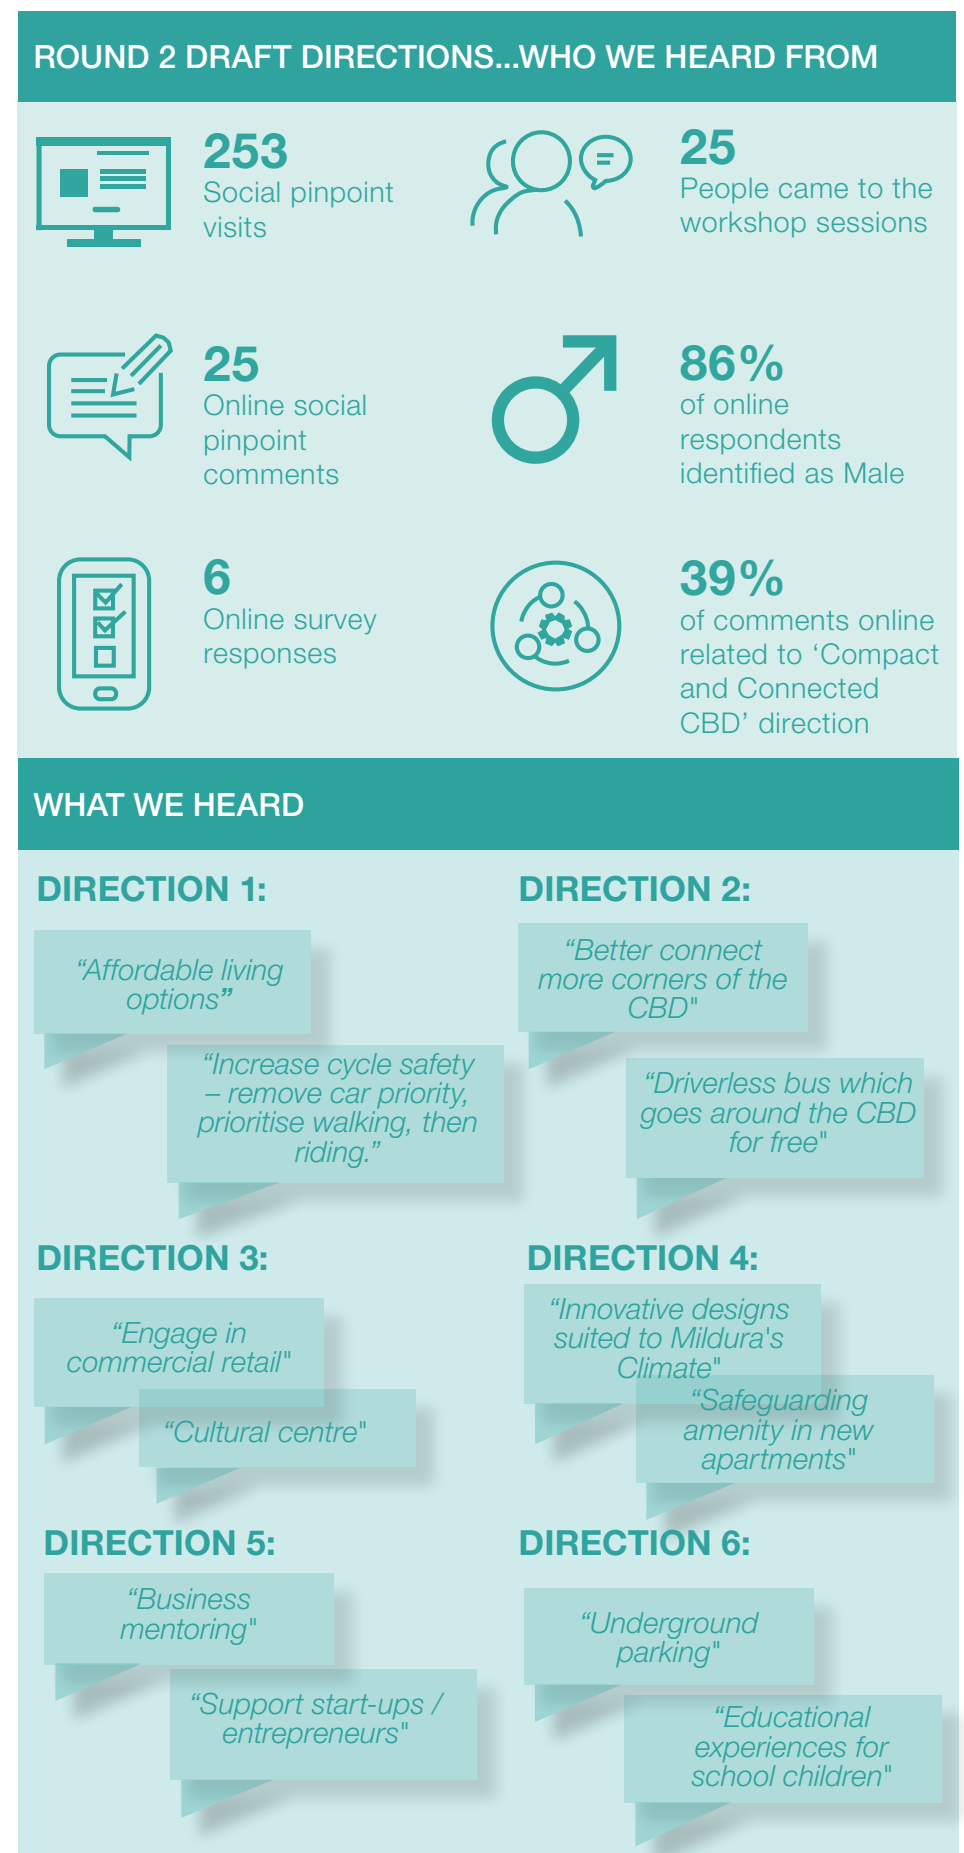 ROUND 2 DRAFT DIRECTIONS...WHO WE HEARD FROM
253
Social pinpoint
visits
25
People came to the
workshop sessions
25
Online social
pinpoint
comments
86%
of online
respondents
identified as Male
6
Online survey
responses
39%
of comments online
related to ‘Compact
and Connected
CBD’ direction
WHAT WE HEARD
DIRECTION 1:
“Affordable living
options”
“Increase cycle safety
– remove car priority,
prioritise walking, then
riding.”
DIRECTION 2:
“Better connect
more corners of the
CBD"
“Driverless bus which
goes around the CBD
for free"
DIRECTION 3:
“Engage in
commercial retail"
“Cultural centre"
DIRECTION 4:
“Innovative designs
suited to Mildura's
Climate"
“Safeguarding
amenity in new
apartments"
DIRECTION 5:
“Business
mentoring"
“Support start-ups /
entrepreneurs"
DIRECTION 6:
“Underground
parking"
“Educational
experiences for
school children"